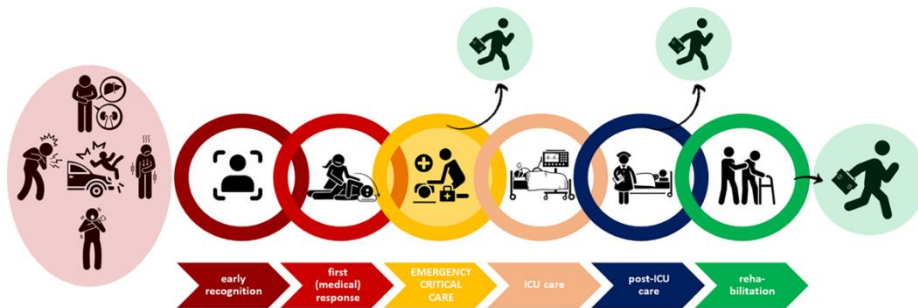 early
recognition
first
(medical)
response
EMERGENCY
CRITICAL
CARE
ICU care
post-ICU
care
reha-
bilitation